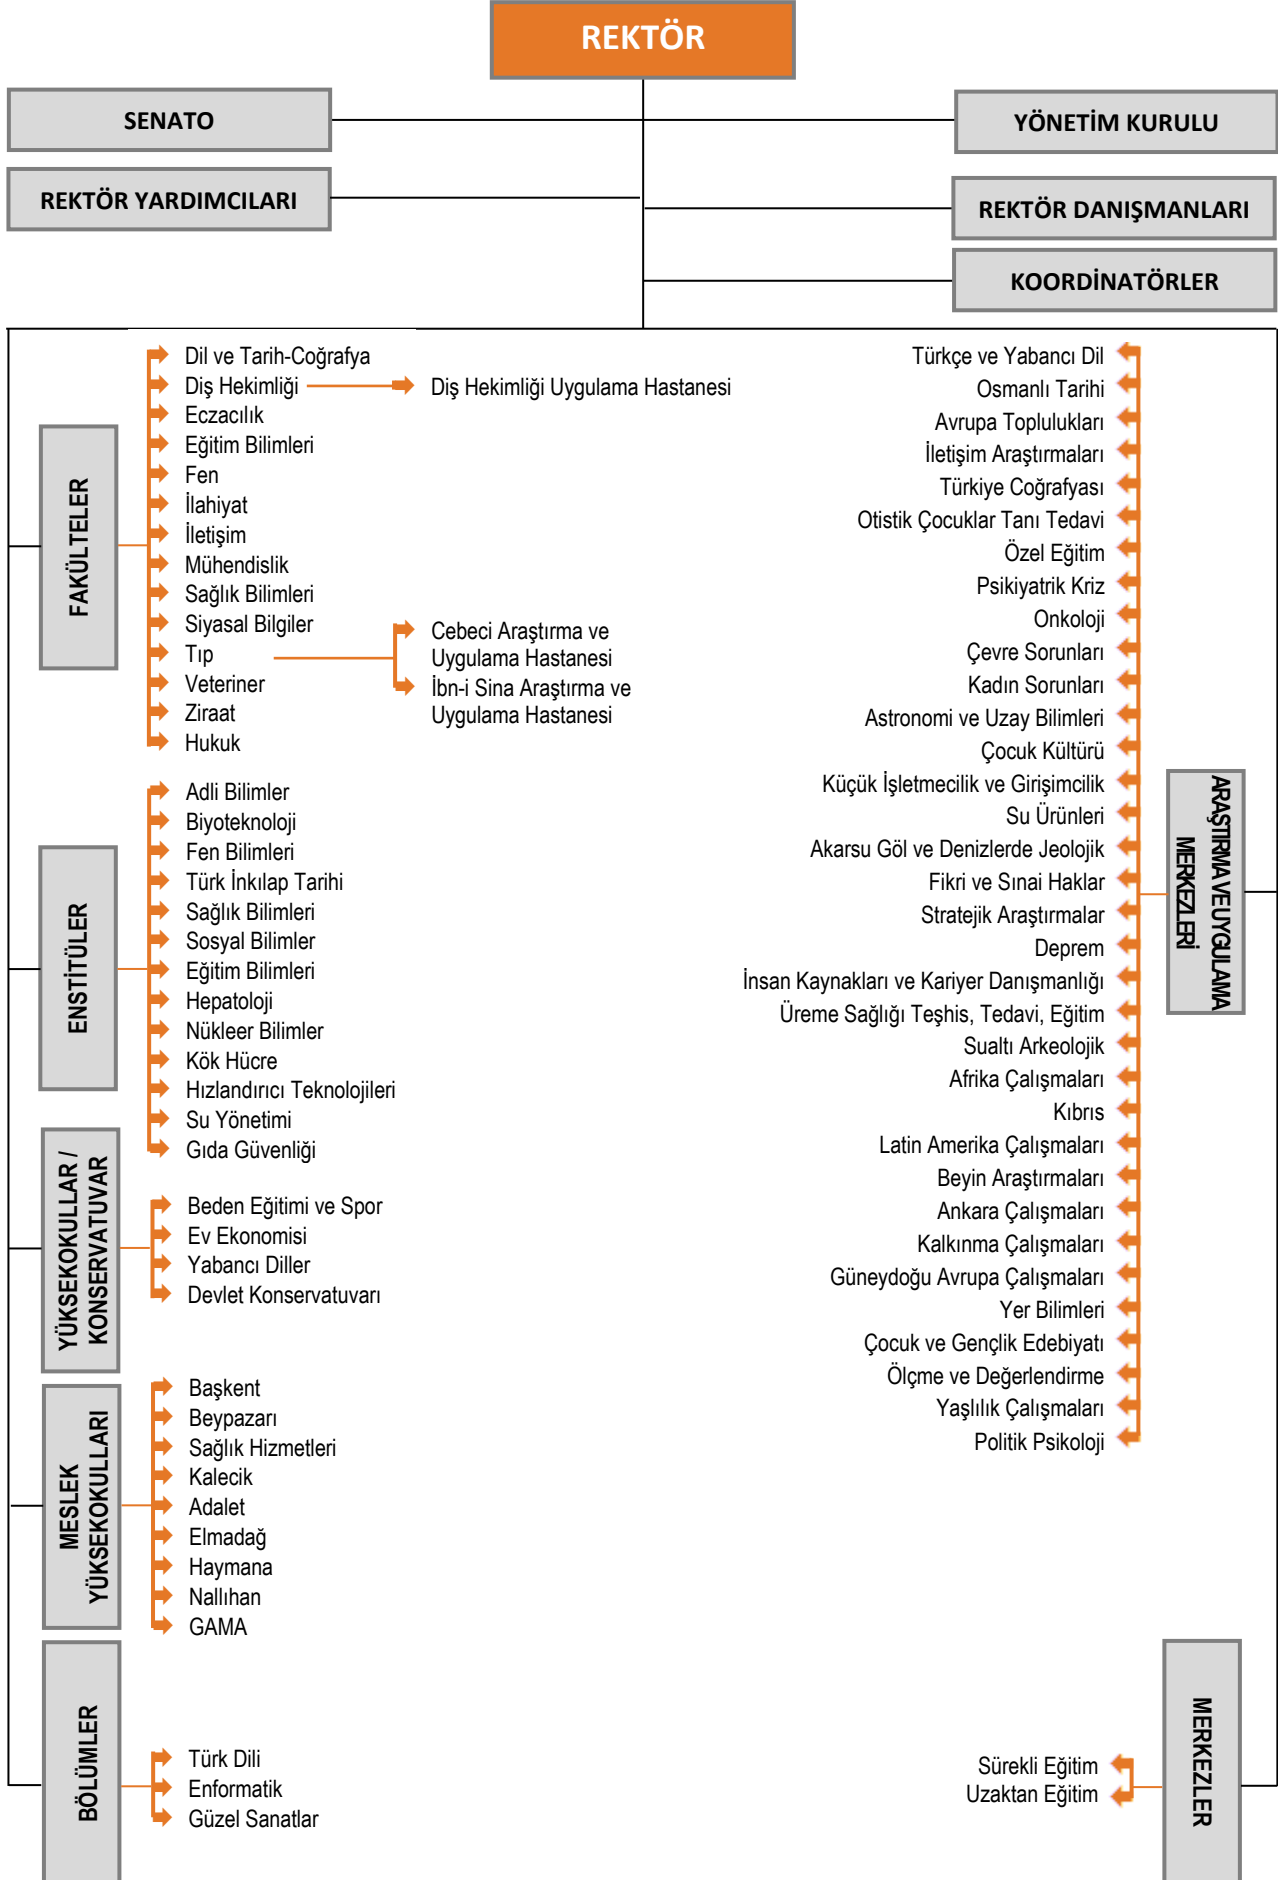 REKTÖR
SENATO
YÖNETİM KURULU
REKTÖR YARDIMCILARI
REKTÖR DANIŞMANLARI
KOORDİNATÖRLER
FAKÜLTELER
Dil ve Tarih-Coğrafya
Diş Hekimliği
Diş Hekimliği Uygulama Hastanesi
Eczacılık
Eğitim Bilimleri
Fen
İlahiyat
İletişim
Mühendislik
Sağlık Bilimleri
Siyasal Bilgiler
Tıp
Cebeci Araştırma ve
Uygulama Hastanesi
İbn-i Sina Araştırma ve
Uygulama Hastanesi
Veteriner
Ziraat
Hukuk
ENSTİTÜLER
Adli Bilimler
Biyoteknoloji
Fen Bilimleri
Türk İnkılap Tarihi
Sağlık Bilimleri
Sosyal Bilimler
Eğitim Bilimleri
Hepatoloji
Nükleer Bilimler
Kök Hücre
Hızlandırıcı Teknolojileri
Su Yönetimi
Gıda Güvenliği
YÜKSEKOKULLAR /
KONSERVATUVAR
Beden Eğitimi ve Spor
Ev Ekonomisi
Yabancı Diller
Devlet Konservatuvarı
MESLEK
YÜKSEKOKULLARI
Başkent
Beypazarı
Sağlık Hizmetleri
Kalecik
Adalet
Elmadağ
Haymana
Nallıhan
GAMA
BÖLÜMLER
Türk Dili
Enformatik
Güzel Sanatlar
ARAŞTIRMA VE UYGULAMA
MERKEZLERİ
Türkçe ve Yabancı Dil
Osmanlı Tarihi
Avrupa Toplulukları
İletişim Araştırmaları
Türkiye Coğrafyası
Otistik Çocuklar Tanı Tedavi
Özel Eğitim
Psikiyatrik Kriz
Onkoloji
Çevre Sorunları
Kadın Sorunları
Astronomi ve Uzay Bilimleri
Çocuk Kültürü
Küçük İşletmecilik ve Girişimcilik
Su Ürünleri
Akarsu Göl ve Denizlerde Jeolojik
Fikri ve Sınai Haklar
Stratejik Araştırmalar
Deprem
İnsan Kaynakları ve Kariyer Danışmanlığı
Üreme Sağlığı Teşhis, Tedavi, Eğitim
Sualtı Arkeolojik
Afrika Çalışmaları
Kıbrıs
Latin Amerika Çalışmaları
Beyin Araştırmaları
Ankara Çalışmaları
Kalkınma Çalışmaları
Güneydoğu Avrupa Çalışmaları
Yer Bilimleri
Çocuk ve Gençlik Edebiyatı
Ölçme ve Değerlendirme
Yaşlılık Çalışmaları
Politik Psikoloji
MERKEZLER
Sürekli Eğitim
Uzaktan Eğitim